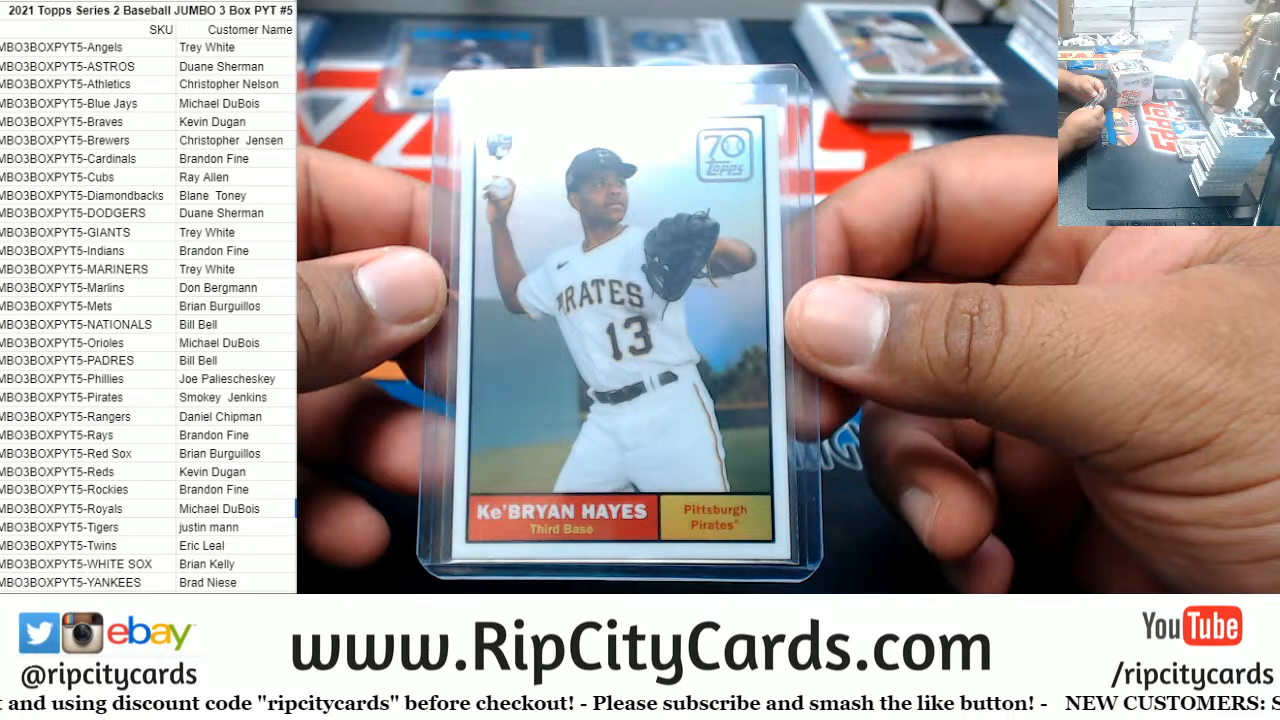 2021 Topps Series 2 Baseball JUMBO 3 Box PYT #5
SKU Customer Name
MBO3BOXPYT5-Angels Trey White
MBO3BOXPYT5-ASTROS Duane Sherman
MBO3BOXPYT5-Athletics Christopher Nelson
MBO3BOXPYT5-Blue Jays Michael DuBois
MBO3BOXPYT5-Braves Kevin Dugan
MBO3BOXPYT5-Brewers Christopher Jensen
MBO3BOXPYT5-Cardinals Brandon Fine
MBO3BOXPYT5-Cubs Ray Allen
MBO3BOXPYT5-Diamondbacks Blane Toney
MBO3BOXPYT5-DODGERS Duane Sherman
MBO3BOXPYT5-GIANTS Trey White
MBO3BOXPYT5-Indians Brandon Fine
MBO3BOXPYT5-MARINERS Trey White
MBO3BOXPYT5-Marlins Don Bergmann
MBO3BOXPYT5-Mets Brian Burguillos
MBO3BOXPYT5-NATIONALS Bill Bell
MBO3BOXPYT5-Orioles Michael DuBois
MBO3BOXPYT5-PADRES Bill Bell
MBO3BOXPYT5-Phillies Joe Paliescheskey
MBO3BOXPYT5-Pirates Smokey Jenkins
MBO3BOXPYT5-Rangers Daniel Chipman
MBO3BOXPYT5-Rays Brandon Fine
MBO3BOXPYT5-Red Sox Brian Burguillos
MBO3BOXPYT5-Reds Kevin Dugan
MBO3BOXPYT5-Rockies Brandon Fine
MBO3BOXPYT5-Royals Michael DuBois
MBO3BOXPYT5-Tigers justin mann
MBO3BOXPYT5-Twins Eric Leal
MBO3BOXPYT5-WHITE SOX Brian Kelly
MBO3BOXPYT5-YANKEES Brad Niese
70
topps
PIRATES
13
Ke'BRYAN HAYES
Third Base
Pittsburgh
Pirates
TOPPS
ebay
@ripcitycards
www.RipCityCards.com
YouTube
/ripcitycards
t and using discount code "ripcitycards" before checkout! - Please subscribe and smash the like button! - NEW CUSTOMERS: S